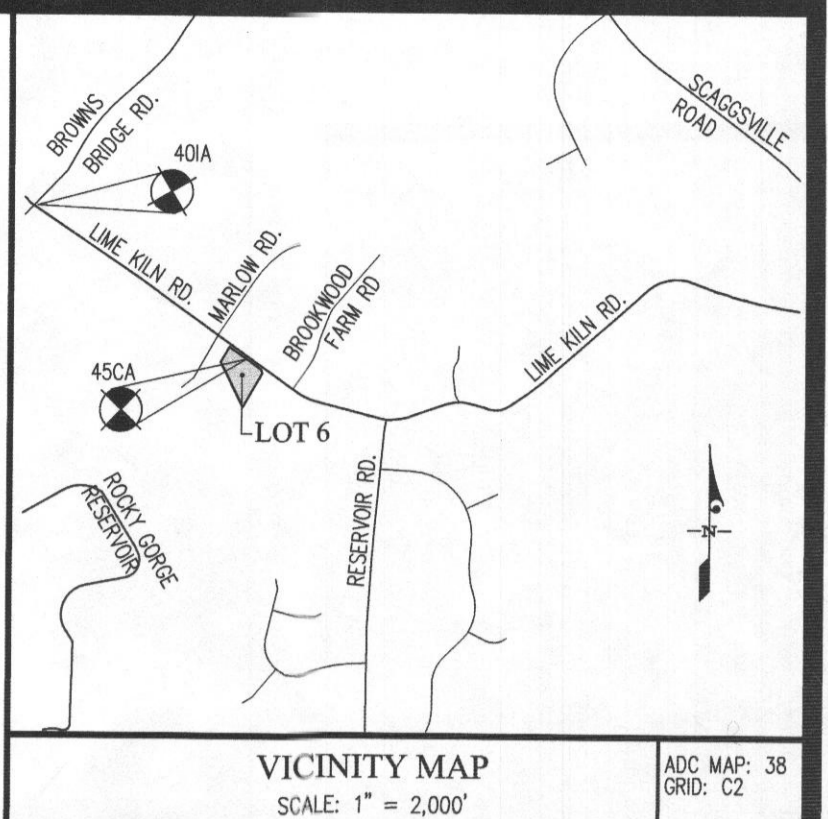 BROWNS
BRIDGE RD.
SCAGGSVILLE
ROAD
401A
LIME KILN RD.
MARLOW RD.
BROOKWOOD
FARM RD
LIME KILN RD.
45CA
LOT 6
ROCKY GORGE
RESERVOIR
RESERVOIR RD.
N
VICINITY MAP
SCALE: 1" = 2,000'
ADC MAP: 38
GRID: C2